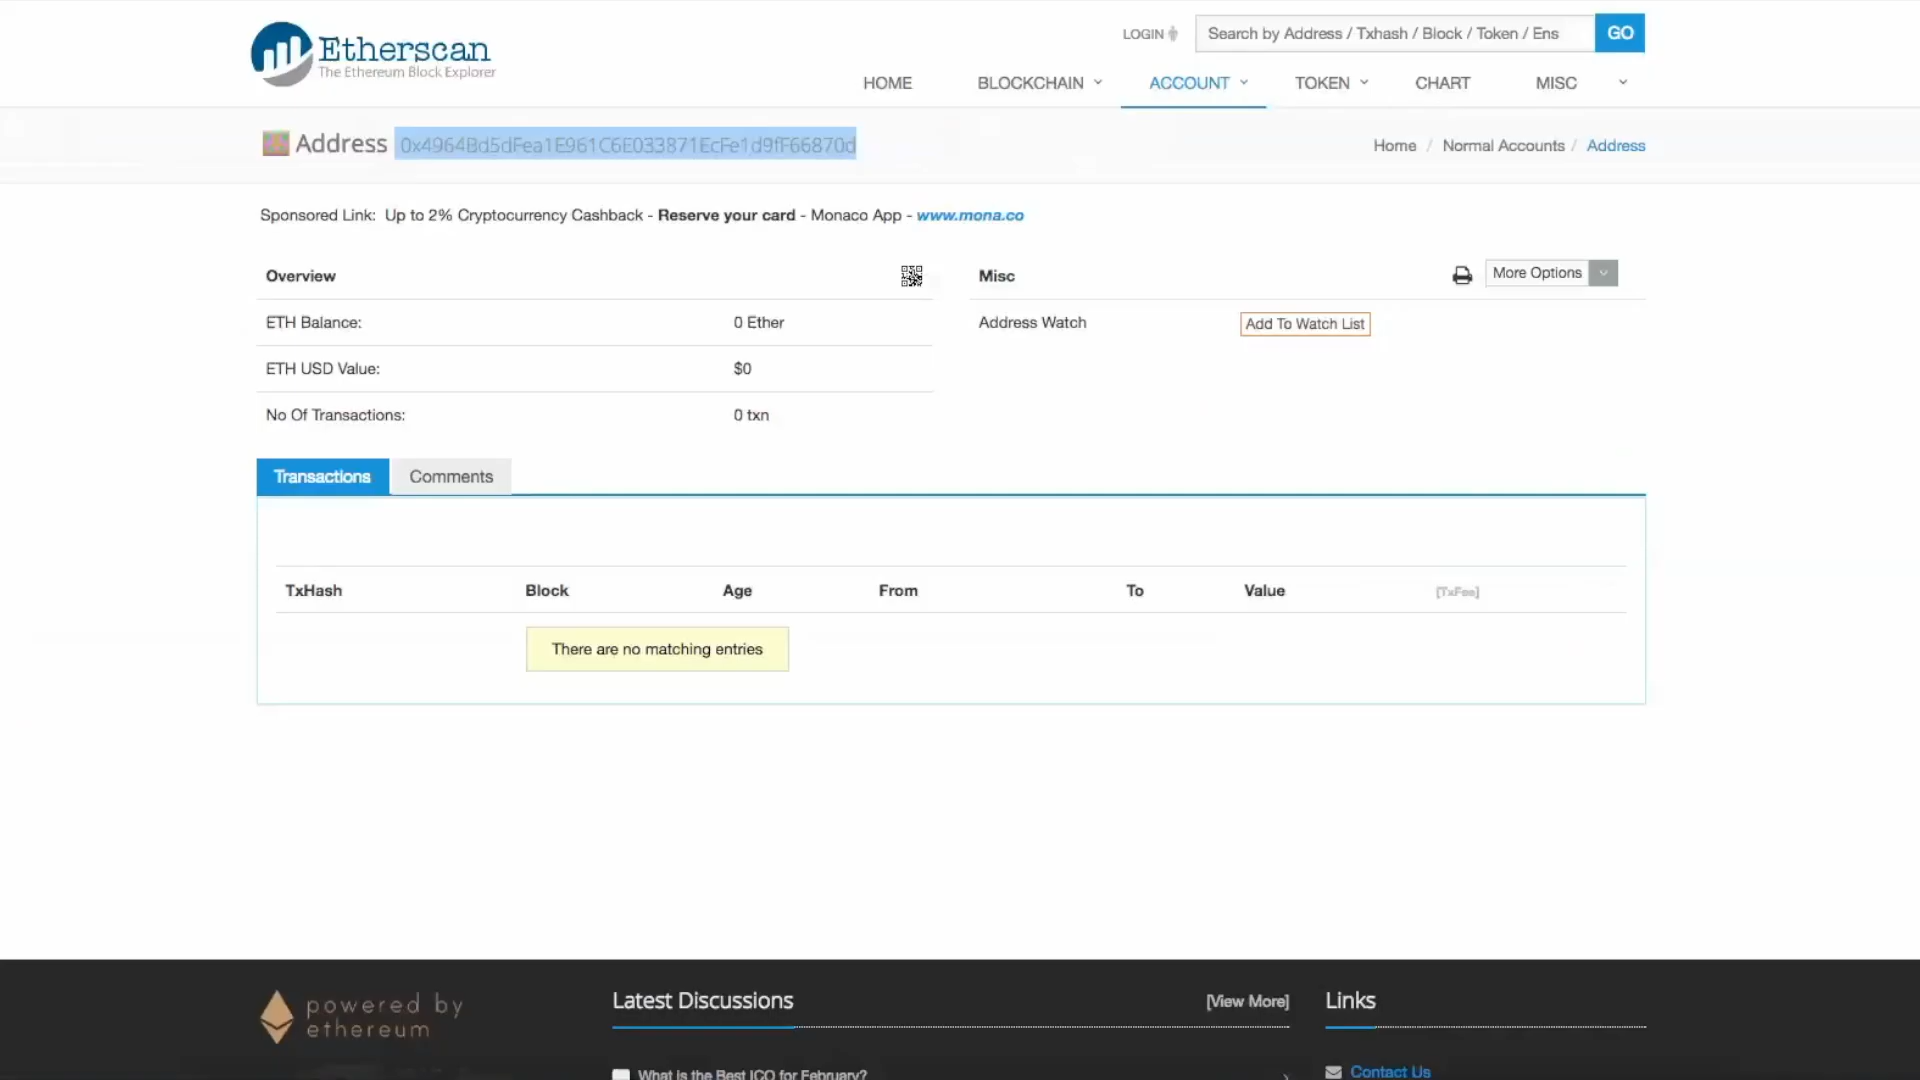 Etherscan
The Ethereum Block Explorer
LOGIN
Search by Address / Txhash / Block / Token / Ens
GO
HOME
BLOCKCHAIN
ACCOUNT
TOKEN
CHART
MISC
Address 0x4964Bd5dFea1E961C6E033871EcFe1d9fF66870d
Home / Normal Accounts / Address
Sponsored Link: Up to 2% Cryptocurrency Cashback - Reserve your card - Monaco App - www.mona.co
Overview
Misc
More Options
ETH Balance: 0 Ether
Address Watch Add To Watch List
ETH USD Value: $0
No Of Transactions: 0 txn
Transactions
Comments
TxHash Block Age From To Value [TxFee]
There are no matching entries
powered by
ethereum
Latest Discussions
[View More]
Links
What is the Best ICO for February?
Contact Us